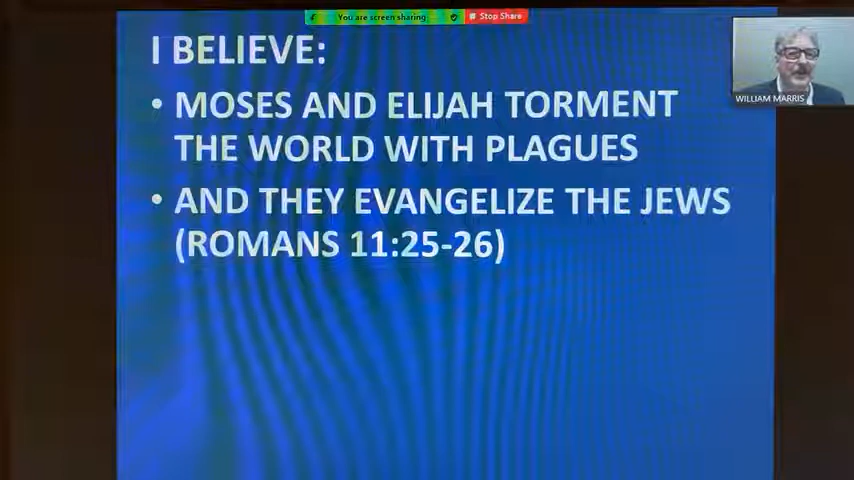 You are screen sharing
Stop Share
I BELIEVE:
• MOSES AND ELIJAH TORMENT
THE WORLD WITH PLAGUES
• AND THEY EVANGELIZE THE JEWS
(ROMANS 11:25-26)
WILLIAM MARRIS